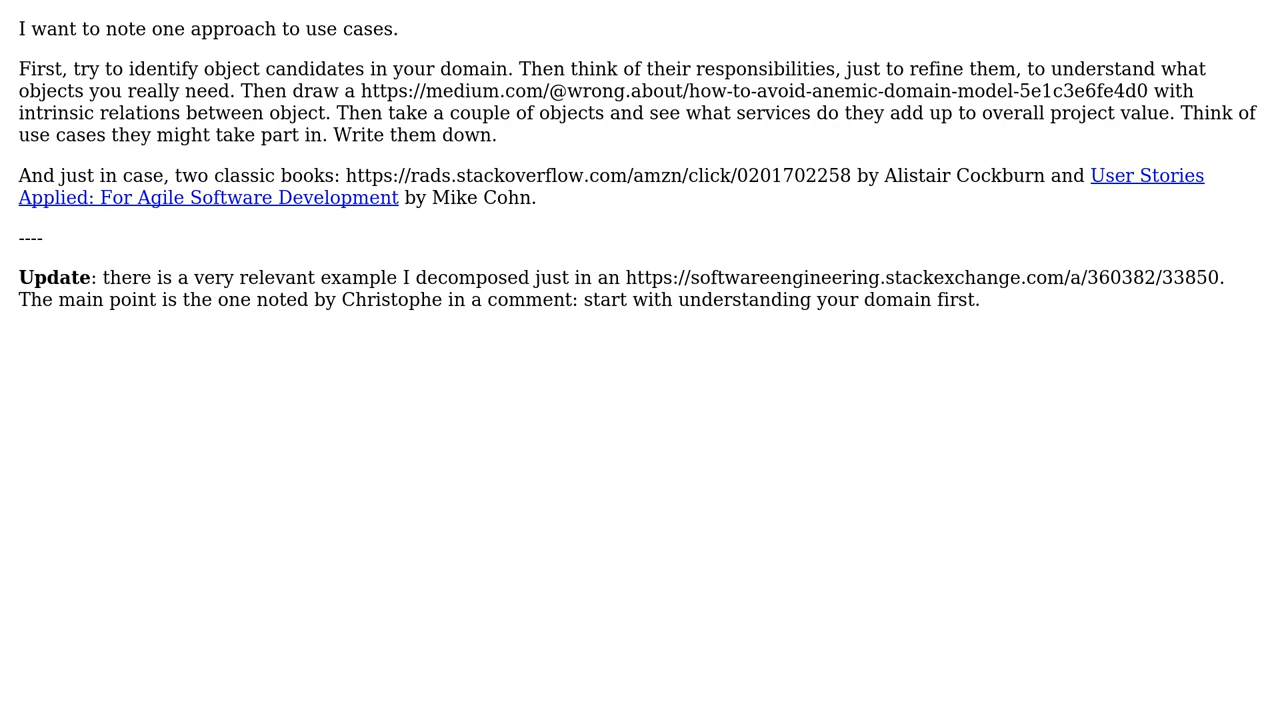 I want to note one approach to use cases.
First, try to identify object candidates in your domain. Then think of their responsibilities, just to refine them, to understand what
objects you really need. Then draw a https://medium.com/@wrong.about/how-to-avoid-anemic-domain-model-5e1c3e6fe4d0 with
intrinsic relations between object. Then take a couple of objects and see what services do they add up to overall project value. Think of
use cases they might take part in. Write them down.
And just in case, two classic books: https://rads.stackoverflow.com/amzn/click/0201702258 by Alistair Cockburn and User Stories
Applied: For Agile Software Development by Mike Cohn.
----
Update: there is a very relevant example I decomposed just in an https://softwareengineering.stackexchange.com/a/360382/33850.
The main point is the one noted by Christophe in a comment: start with understanding your domain first.